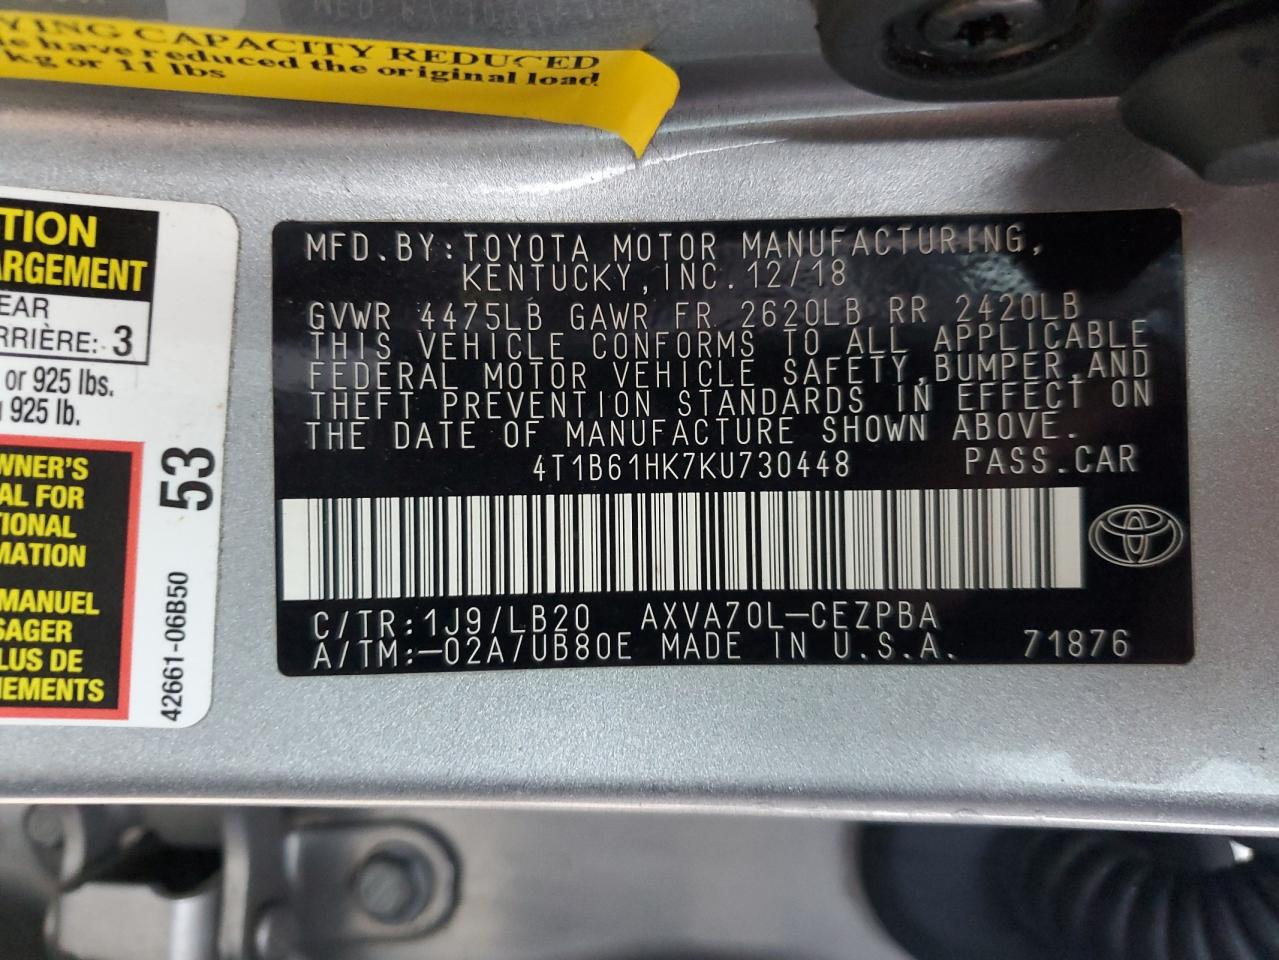 YING CAPACITY REDUCED
have reduced the original load
kg or 11 lbs
TION
ARGEMENT
EAR
RRIÈRE: 3
or 925 lbs.
925 lb.
WNER'S
AL FOR
TIONAL
MATION
MANUEL
SAGER
LUS DE
IEMENTS
53
42661-06B50
MFD.BY:TOYOTA MOTOR MANUFACTURING,
KENTUCKY,INC.12/18
GVWR 4475LB GAWR FR 2620LB RR 2420LB
THIS VEHICLE CONFORMS TO ALL APPLICABLE
FEDERAL MOTOR VEHICLE SAFETY,BUMPER,AND
THEFT PREVENTION STANDARDS IN EFFECT ON
THE DATE OF MANUFACTURE SHOWN ABOVE.
4T1B61HK7KU730448 PASS.CAR
C/TR:1J9/LB20 AXVA70L-CEZPBA
A/TM:-02A/UB80E MADE IN U.S.A. 71876